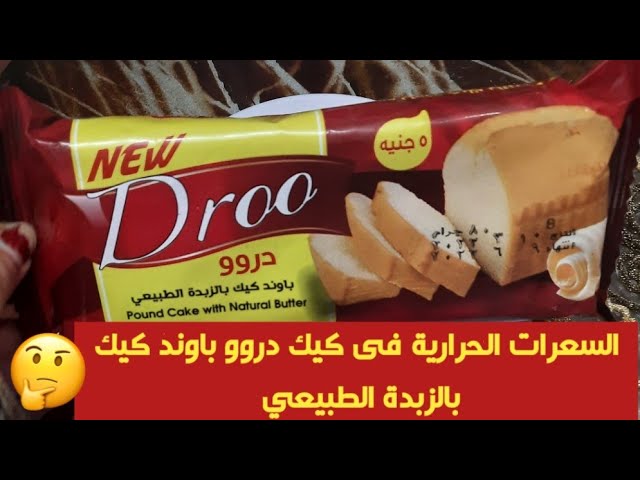 NEW
٥ جنيه
Droo
دروو
باوند كيك بالزبدة الطبيعي
Pound Cake with Natural Butter
السعرات الحرارية فى كيك دروو باوند كيك
بالزبدة الطبيعي